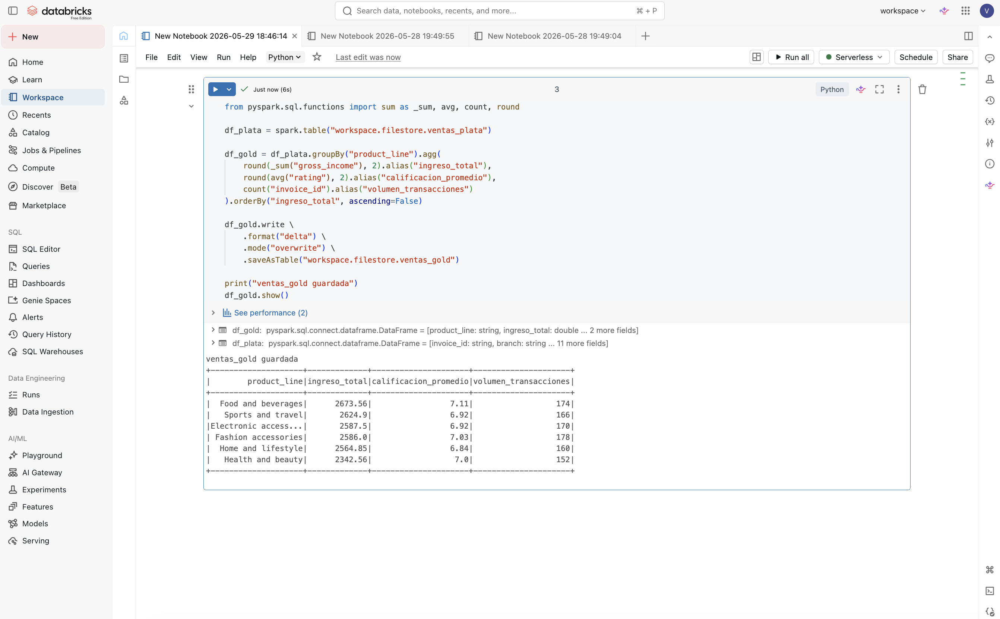 databricks
Free Edition
Search data, notebooks, recents, and more...
⌘ + P
workspace
V
New
Home
Learn
Workspace
Recents
Catalog
Jobs & Pipelines
Compute
Discover Beta
Marketplace
SQL
SQL Editor
Queries
Dashboards
Genie Spaces
Alerts
Query History
SQL Warehouses
Data Engineering
Runs
Data Ingestion
AI/ML
Playground
AI Gateway
Experiments
Features
Models
Serving
New Notebook 2026-05-29 18:46:14
New Notebook 2026-05-28 19:49:55
New Notebook 2026-05-28 19:49:04
File Edit View Run Help Python Last edit was now
Run all
Serverless
Schedule
Share
Just now (6s)
3
Python
from pyspark.sql.functions import sum as _sum, avg, count, round
df_plata = spark.table("workspace.filestore.ventas_plata")
df_gold = df_plata.groupBy("product_line").agg(
    round(_sum("gross_income"), 2).alias("ingreso_total"),
    round(avg("rating"), 2).alias("calificacion_promedio"),
    count("invoice_id").alias("volumen_transacciones")
).orderBy("ingreso_total", ascending=False)
df_gold.write \
    .format("delta") \
    .mode("overwrite") \
    .saveAsTable("workspace.filestore.ventas_gold")
print("ventas_gold guardada")
df_gold.show()
See performance (2)
df_gold: pyspark.sql.connect.dataframe.DataFrame = [product_line: string, ingreso_total: double ... 2 more fields]
df_plata: pyspark.sql.connect.dataframe.DataFrame = [invoice_id: string, branch: string ... 11 more fields]
ventas_gold guardada
+--------------------+-------------+---------------------+---------------------+
|        product_line|ingreso_total|calificacion_promedio|volumen_transacciones|
+--------------------+-------------+---------------------+---------------------+
|  Food and beverages|      2673.56|                 7.11|                  174|
|   Sports and travel|       2624.9|                 6.92|                  166|
|Electronic access...|       2587.5|                 6.92|                  170|
| Fashion accessories|       2586.0|                 7.03|                  178|
|  Home and lifestyle|      2564.85|                 6.84|                  160|
|   Health and beauty|      2342.56|                  7.0|                  152|
+--------------------+-------------+---------------------+---------------------+